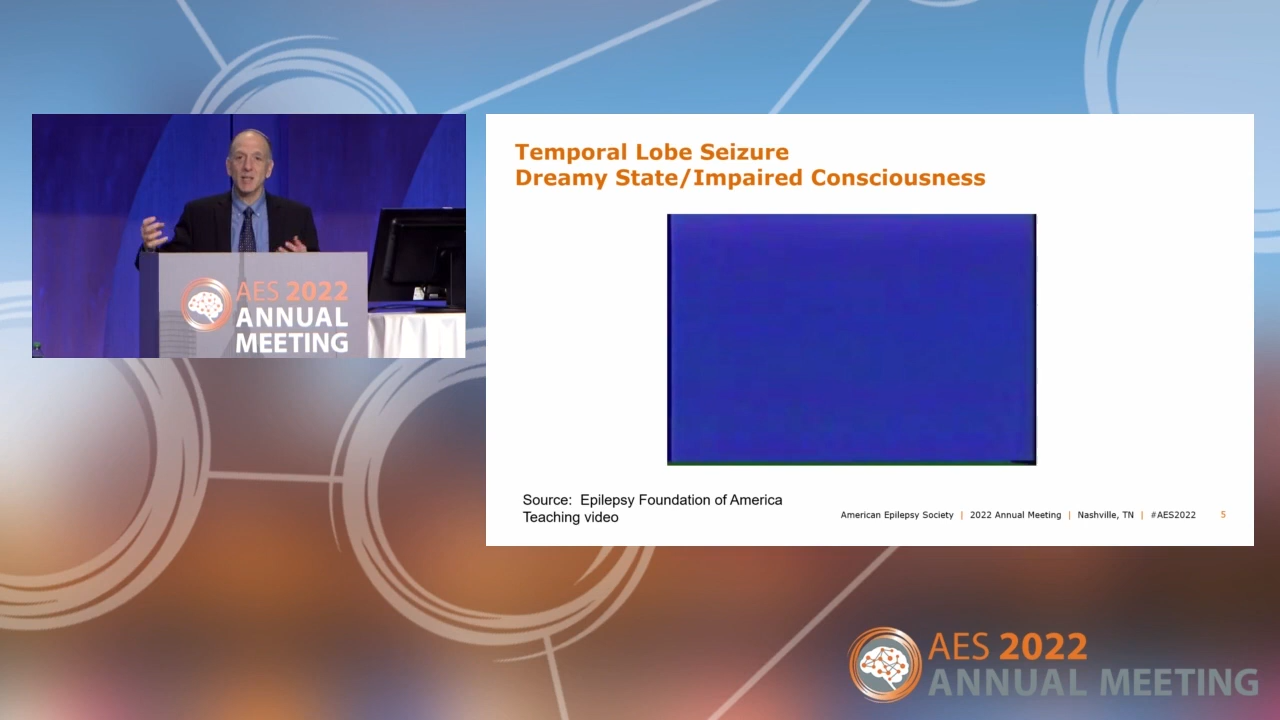 AES 2022
ANNUAL
MEETING
Temporal Lobe Seizure
Dreamy State/Impaired Consciousness
Source: Epilepsy Foundation of America
Teaching video
American Epilepsy Society | 2022 Annual Meeting | Nashville, TN | #AES2022 5
AES 2022
ANNUAL MEETING